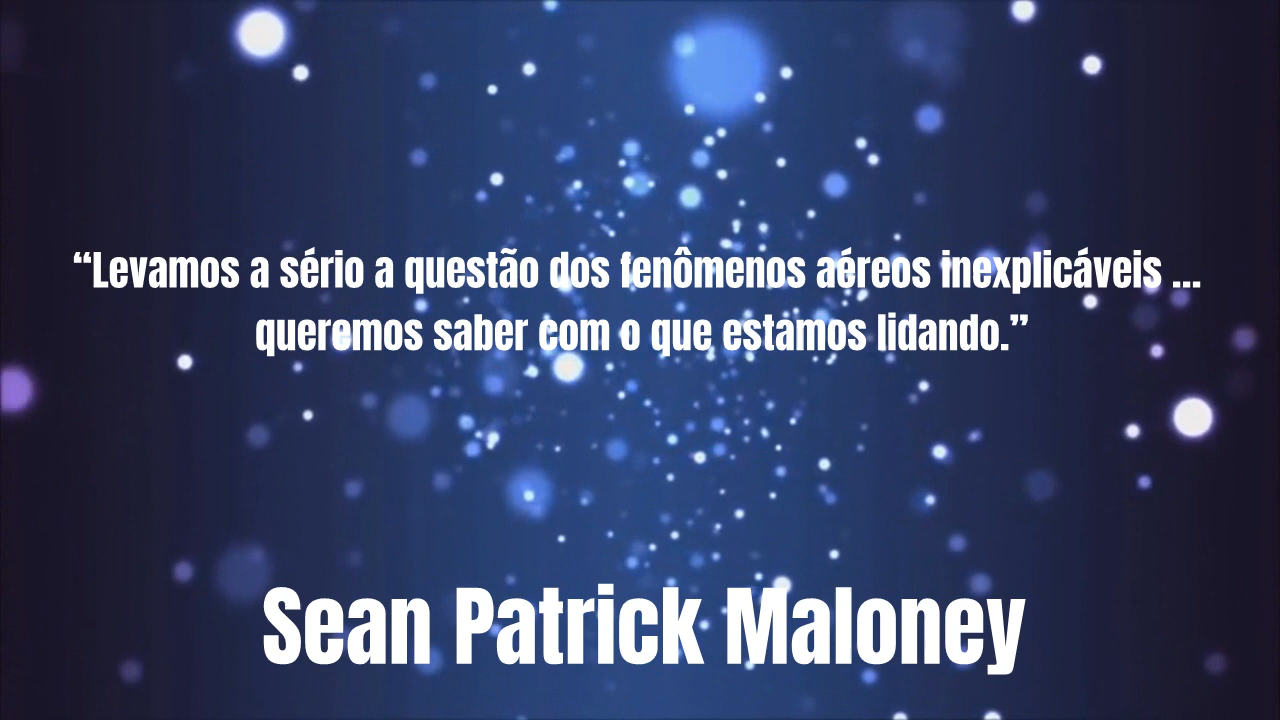 “Levamos a sério a questão dos fenômenos aéreos inexplicáveis ...
queremos saber com o que estamos lidando.”
Sean Patrick Maloney